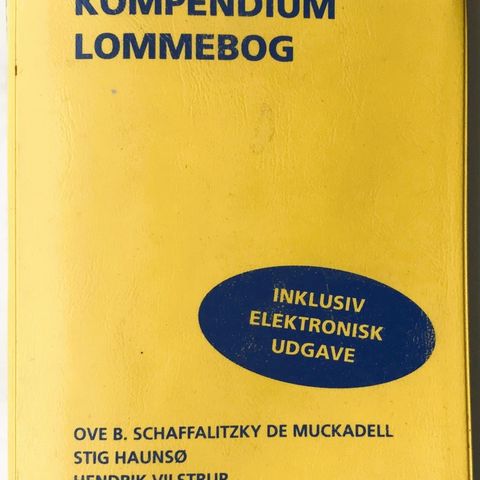 KOMPENDIUM
LOMMEBOG
INKLUSIV
ELEKTRONISK
UDGAVE
OVE B. SCHAFFALITZKY DE MUCKADELL
STIG HAUNSØ
HENDRIK VILSTRUP